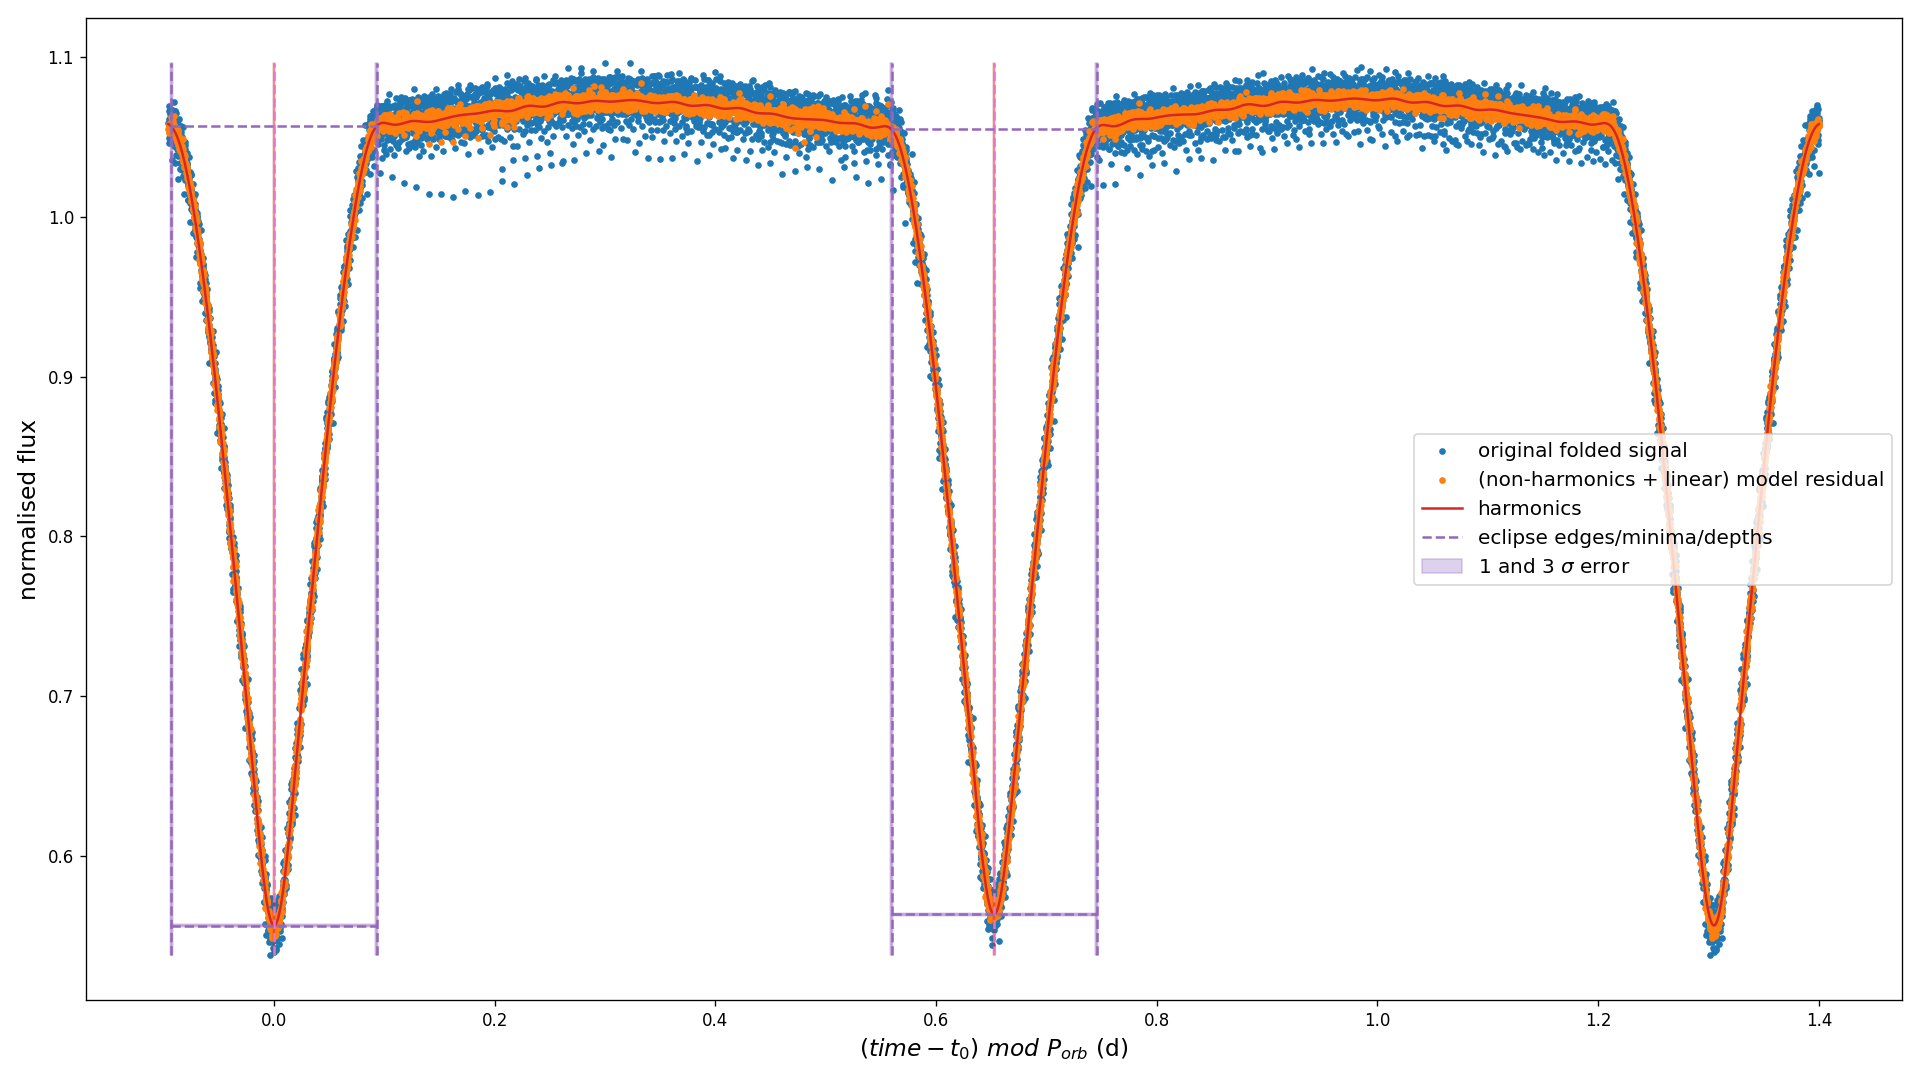 1.1
1.0
0.9
0.8
0.7
0.6
normalised flux
original folded signal
(non-harmonics + linear) model residual
harmonics
eclipse edges/minima/depths
1 and 3 σ error
0.0 0.2 0.4 0.6 0.8 1.0 1.2 1.4
(time − t₀) mod Pₒᵣb (d)